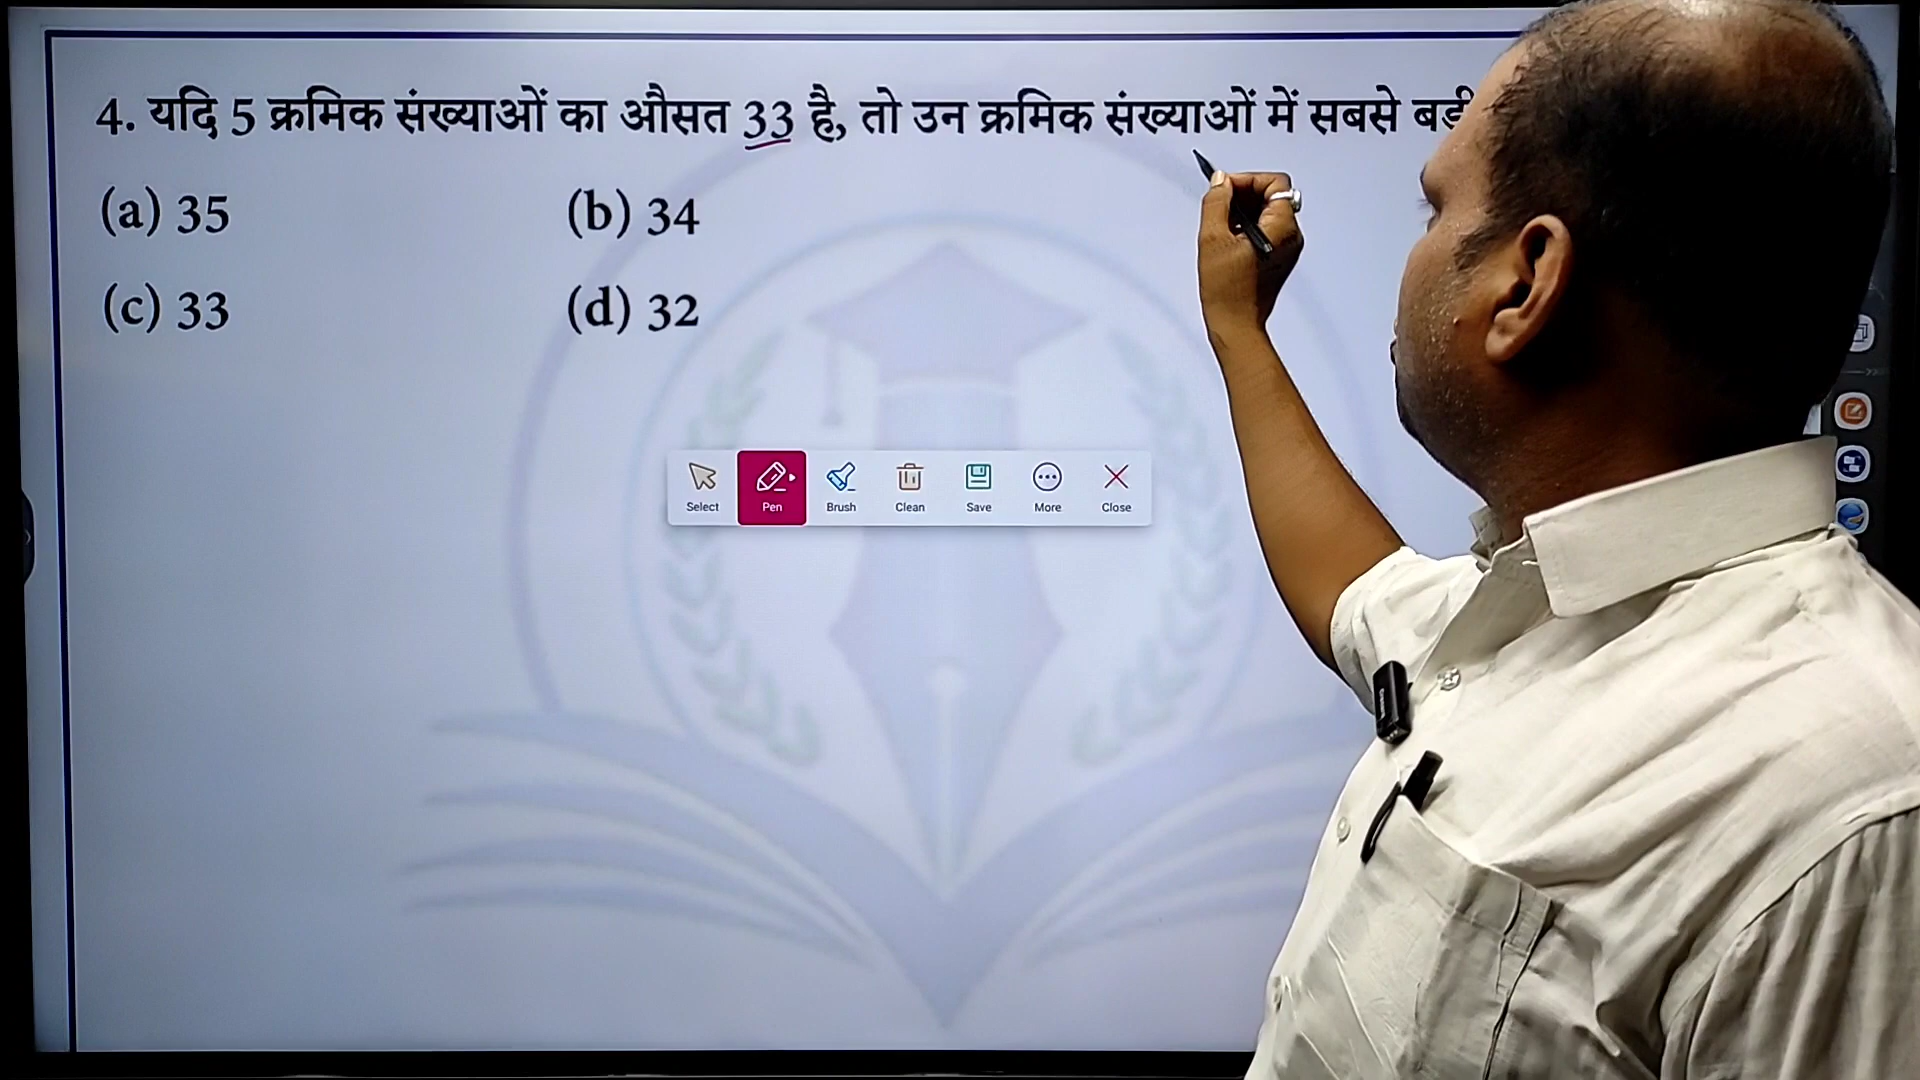 4. यदि 5 क्रमिक संख्याओं का औसत 33 है, तो उन क्रमिक संख्याओं में सबसे बड़ी
(a) 35 (b) 34
(c) 33 (d) 32
Select Pen Brush Clean Save More Close